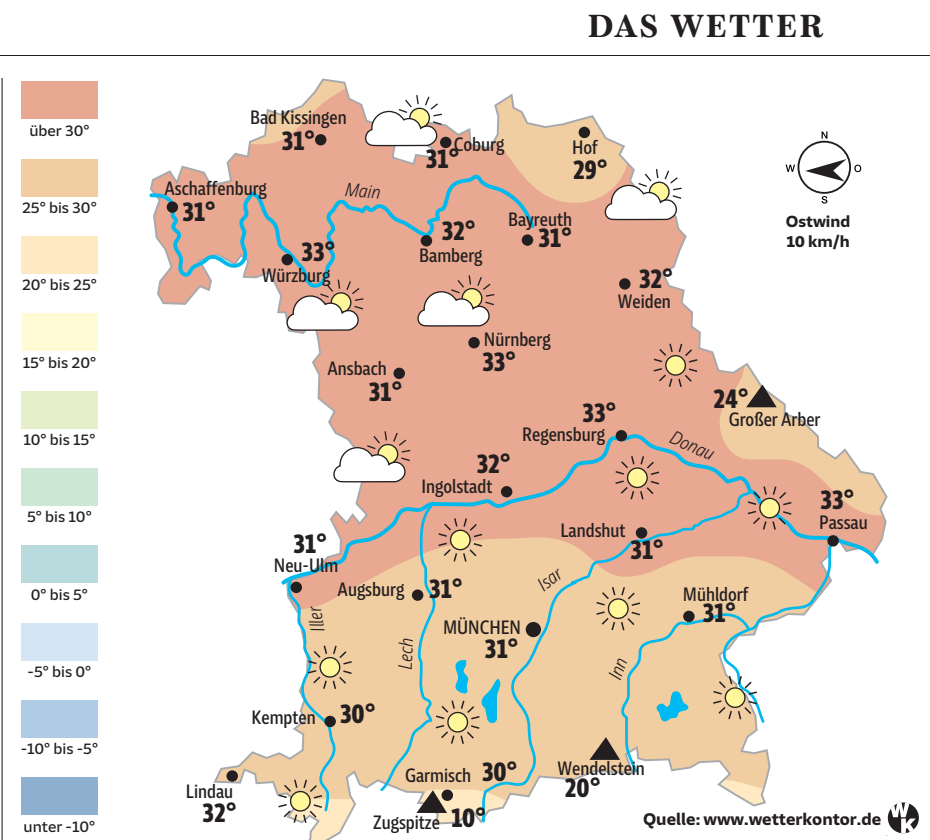 DAS WETTER
über 30°
25° bis 30°
20° bis 25°
15° bis 20°
10° bis 15°
5° bis 10°
0° bis 5°
-5° bis 0°
-10° bis -5°
unter -10°
Bad Kissingen
31°
Coburg
31°
Hof
29°
N
W O
S
Ostwind
10 km/h
Aschaffenburg
31°
Main
33°
Würzburg
32°
Bamberg
Bayreuth
31°
32°
Weiden
Nürnberg
33°
Ansbach
31°
24°
Großer Arber
33°
Regensburg
Donau
32°
Ingolstadt
33°
Passau
Landshut
31°
31°
Neu-Ulm
Augsburg
31°
Isar
Iller
Lech
MÜNCHEN
31°
Mühldorf
31°
Inn
Kempten
30°
Lindau
32°
Garmisch
30°
Zugspitze
10°
Wendelstein
20°
Quelle: www.wetterkontor.de
WK